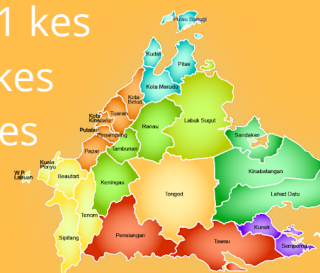 1 kes
kes
es
Pulau Banggi
Kudat
Pitas
Kota Marudu
Kota Belud
Tuaran
Kota Kinabalu
Ranau
Labuk Sugut
Putatan
Penampang
Sandakan
Papar
Tambunan
Kuala Penyu
Kinabatangan
W.P. Labuan
Beaufort
Keningau
Tongod
Lahad Datu
Tenom
Kunak
Sipitang
Pensiangan
Tawau
Semporna